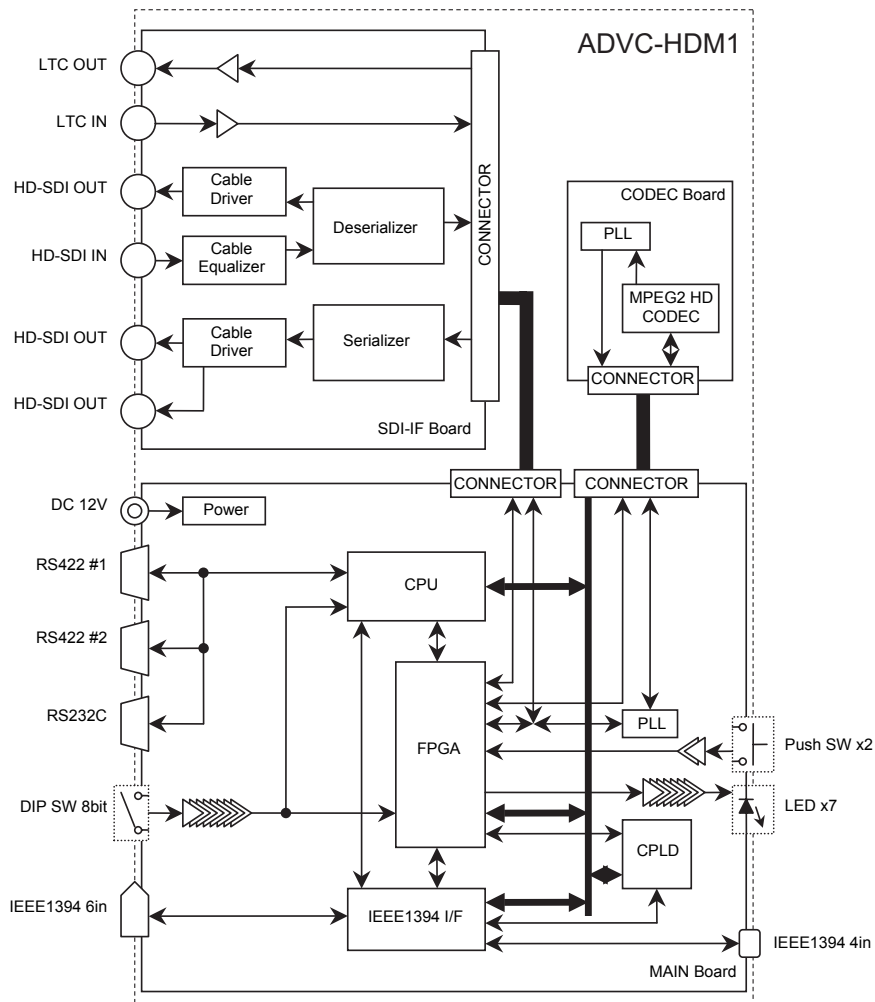 ADVC-HDM1
LTC OUT
LTC IN
HD-SDI OUT
Cable
Driver
Deserializer
HD-SDI IN
Cable
Equalizer
CONNECTOR
HD-SDI OUT
Cable
Driver
Serializer
HD-SDI OUT
SDI-IF Board
CODEC Board
PLL
MPEG2 HD
CODEC
CONNECTOR
CONNECTOR
CONNECTOR
DC 12V
Power
RS422 #1
CPU
RS422 #2
RS232C
FPGA
PLL
Push SW x2
DIP SW 8bit
LED x7
CPLD
IEEE1394 6in
IEEE1394 I/F
IEEE1394 4in
MAIN Board